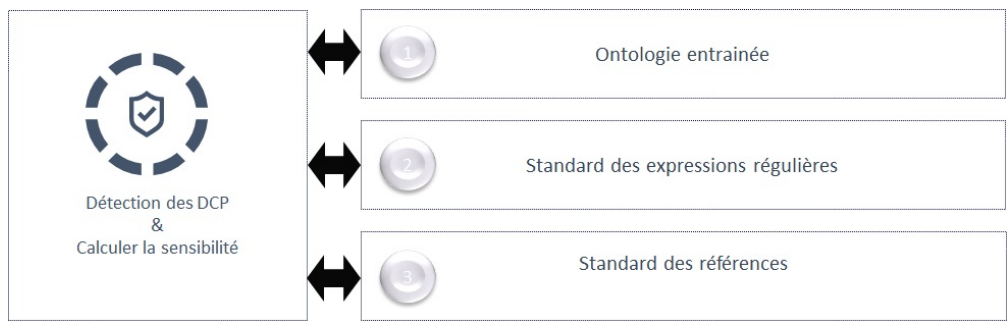 Détection des DCP
&
Calculer la sensibilité
1
Ontologie entrainée
2
Standard des expressions régulières
3
Standard des références